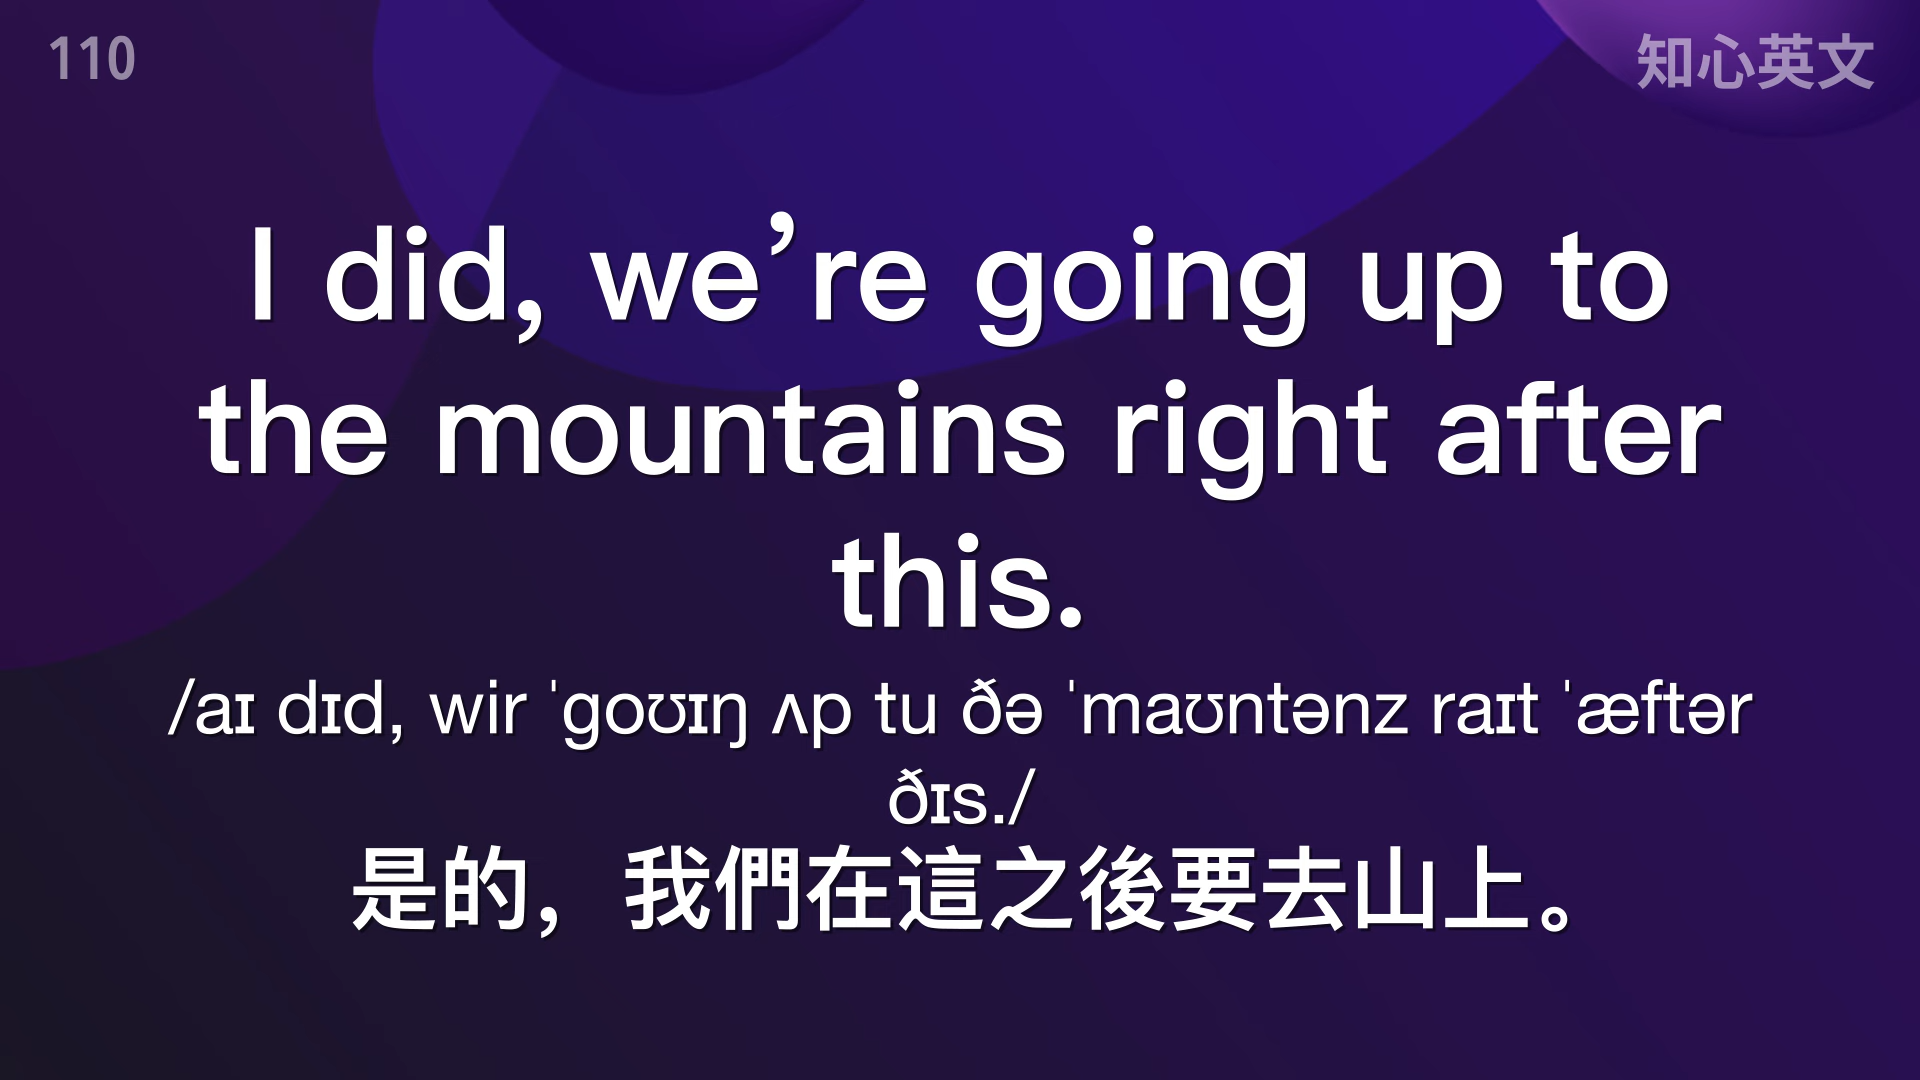 110
知心英文
I did, we’re going up to
the mountains right after
this.
/aɪ dɪd, wir ˈgoʊɪŋ ʌp tu ðə ˈmaʊntənz raɪt ˈæftər
ðɪs./
是的，我們在這之後要去山上。